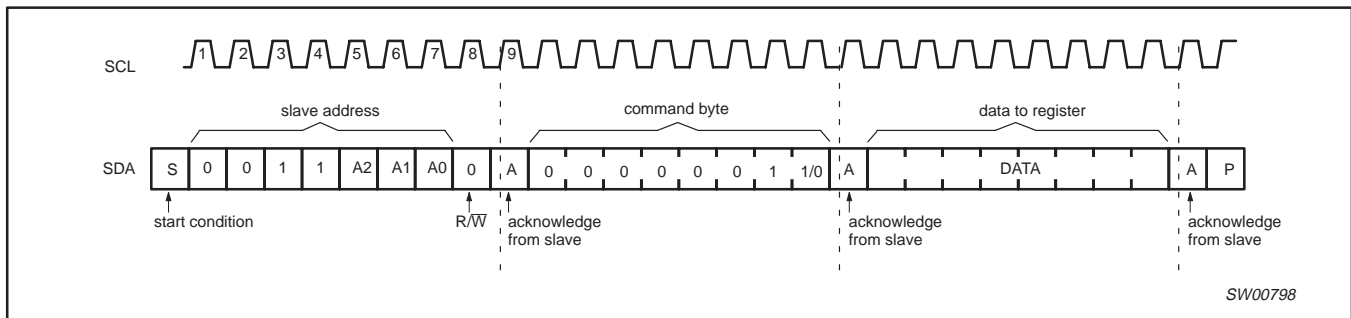 1 2 3 4 5 6 7 8 9
SCL
slave address command byte data to register
SDA S 0 0 1 1 A2 A1 A0 0 A 0 0 0 0 0 0 1 1/0 A DATA A P
start condition R/W̅ acknowledge from slave acknowledge from slave acknowledge from slave
SW00798